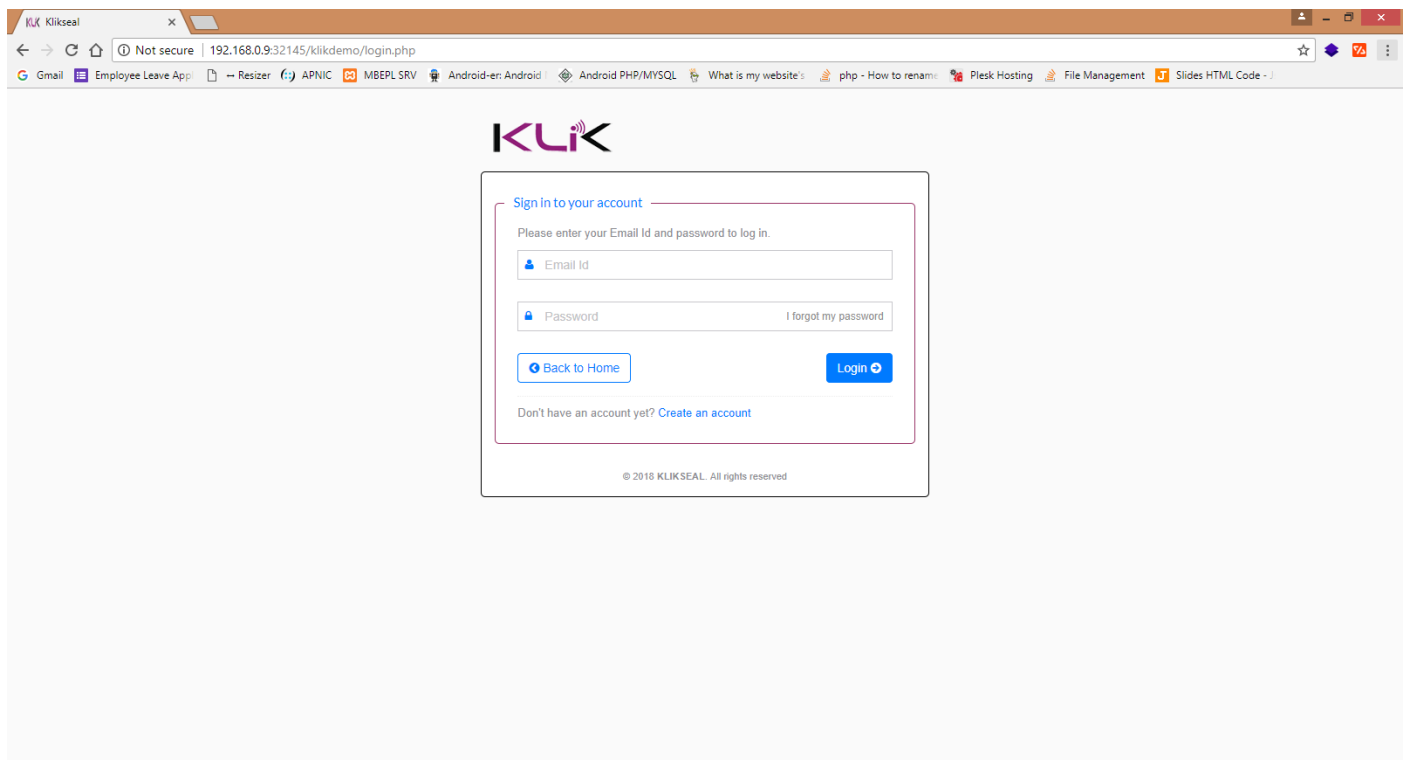 KLiK Klikseal
Not secure | 192.168.0.9:32145/klikdemo/login.php
Gmail Employee Leave Appl -- Resizer APNIC MBEPL SRV Android-er: Android Android PHP/MYSQL What is my website's php - How to rename Plesk Hosting File Management Slides HTML Code - J
KLiK
Sign in to your account
Please enter your Email Id and password to log in.
Email Id
Password I forgot my password
Back to Home Login
Don't have an account yet? Create an account
© 2018 KLIKSEAL. All rights reserved